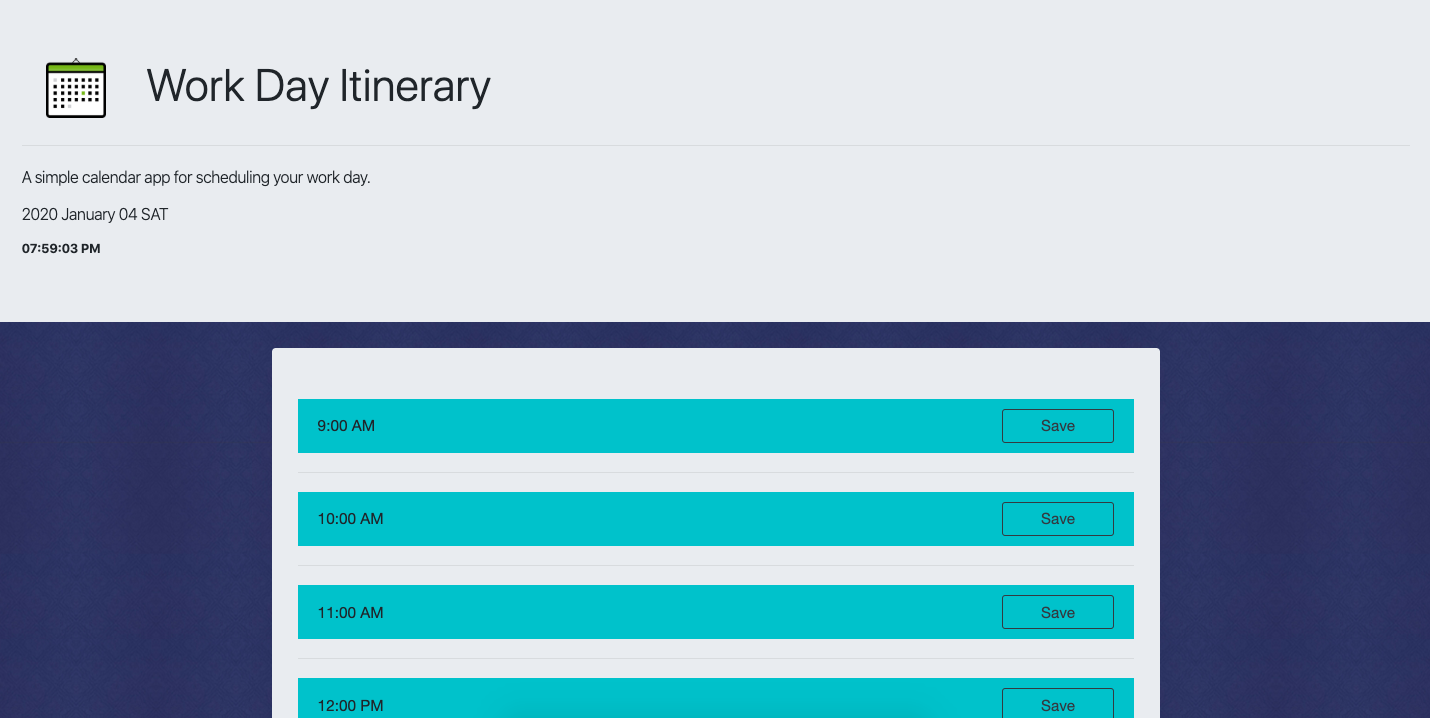 Work Day Itinerary
A simple calendar app for scheduling your work day.
2020 January 04 SAT
07:59:03 PM
9:00 AM Save
10:00 AM Save
11:00 AM Save
12:00 PM Save